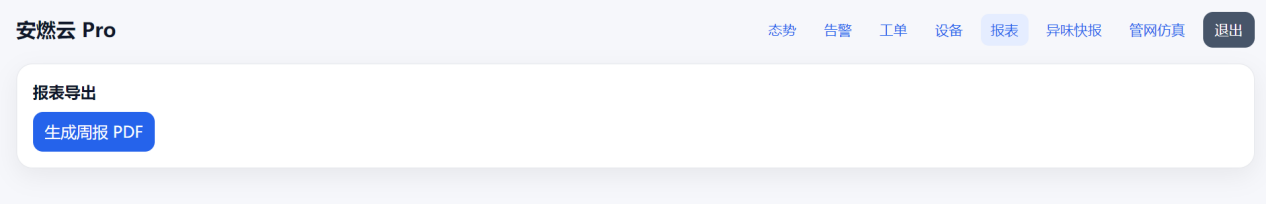 安燃云 Pro
态势 告警 工单 设备 报表 异味快报 管网仿真 退出
报表导出
生成周报 PDF